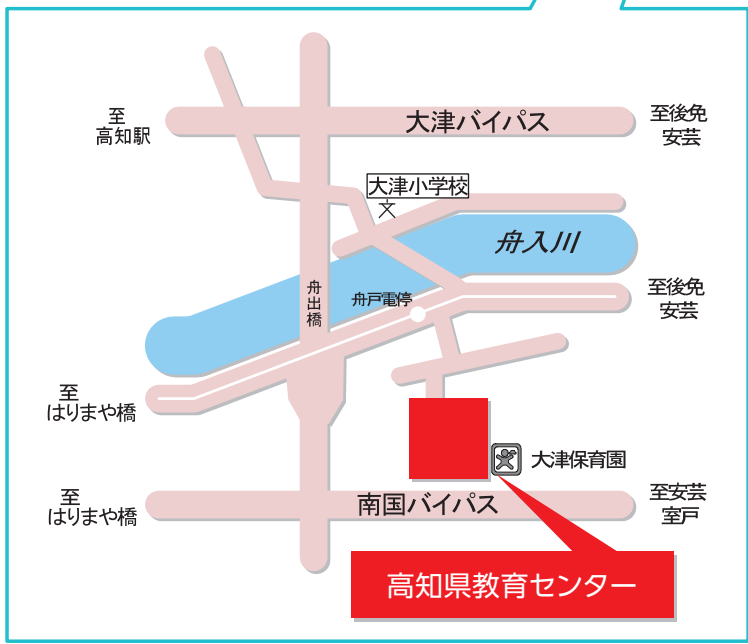 至
高知駅
大津バイパス
至後免
安芸
大津小学校
文
舟入川
舟出橋
舟戸電停
至後免
安芸
至
はりまや橋
大津保育園
至
はりまや橋
南国バイパス
至安芸
室戸
高知県教育センター